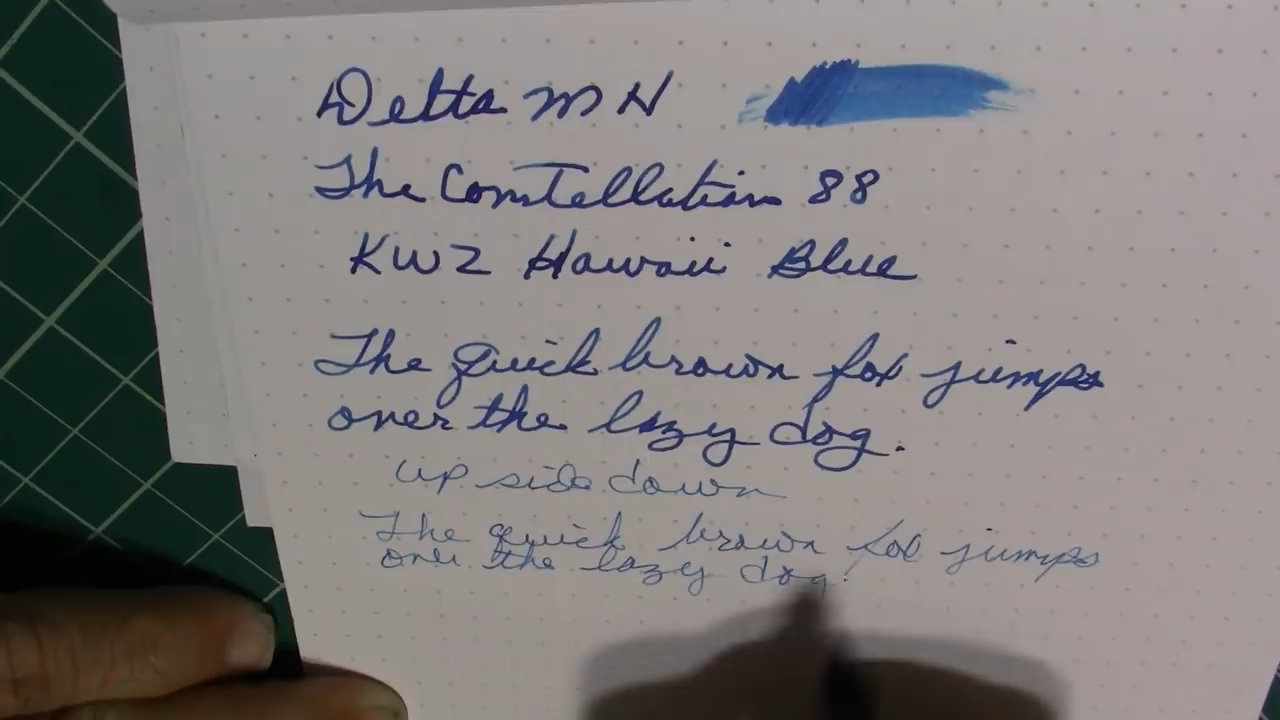 Delta M H
The Constellation 88
KWZ Hawaii Blue
The quick brown fox jumps
over the lazy dog.
up side down
The quick brown fox jumps
over the lazy dog.